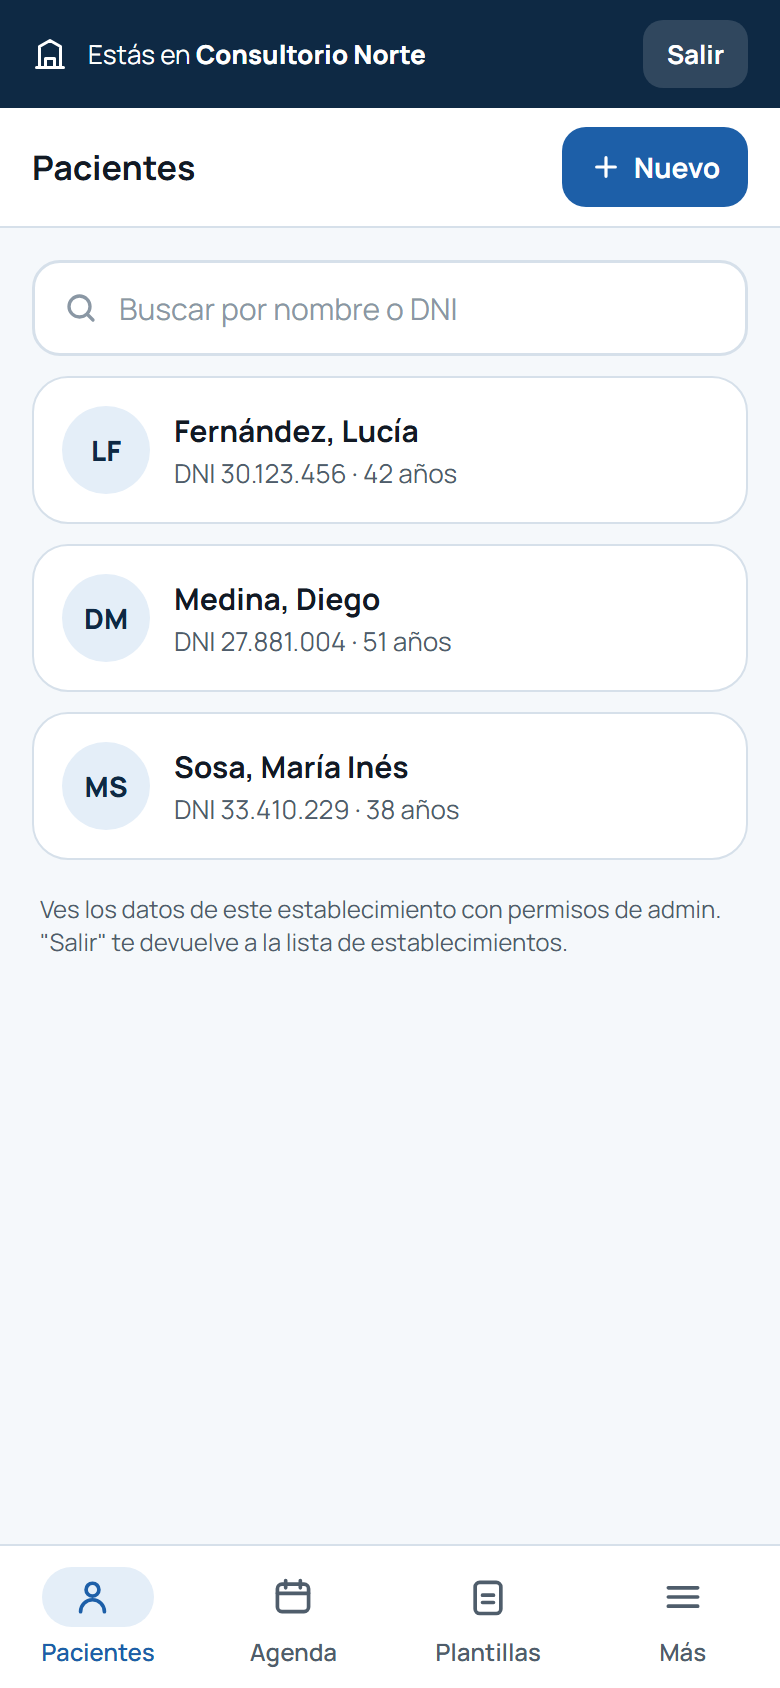 Estás en Consultorio Norte
Salir
Pacientes
Nuevo
Buscar por nombre o DNI
LF
Fernández, Lucía
DNI 30.123.456 · 42 años
DM
Medina, Diego
DNI 27.881.004 · 51 años
MS
Sosa, María Inés
DNI 33.410.229 · 38 años
Ves los datos de este establecimiento con permisos de admin.
"Salir" te devuelve a la lista de establecimientos.
Pacientes
Agenda
Plantillas
Más